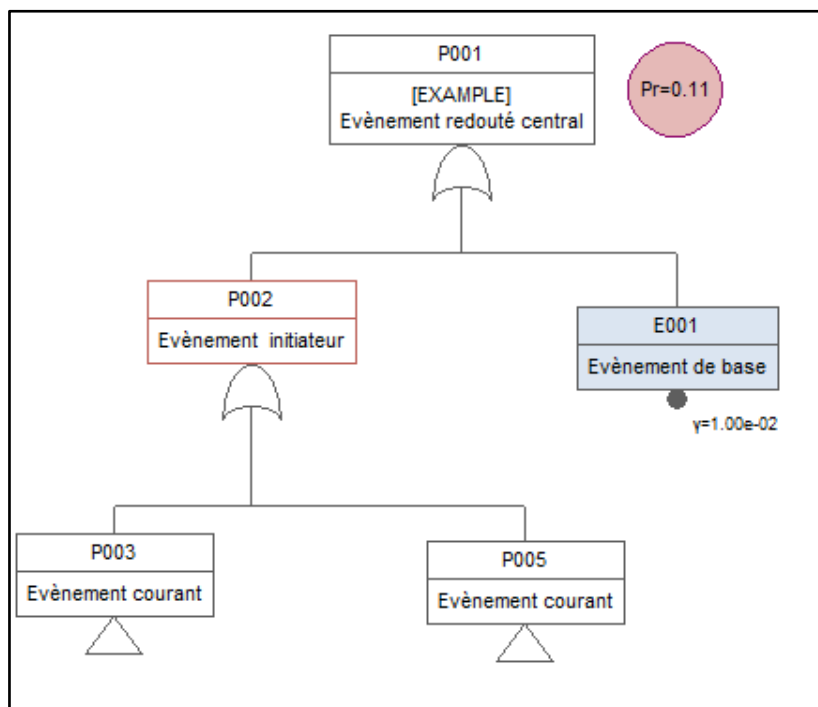 P001
[EXAMPLE]
Evènement redouté central
Pr=0.11
P002
Evènement initiateur
E001
Evènement de base
γ=1.00e-02
P003
Evènement courant
P005
Evènement courant